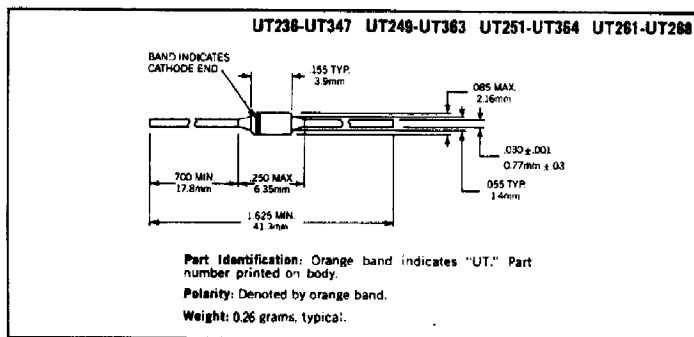 UT236-UT347 UT249-UT363 UT251-UT364 UT261-UT268
BAND INDICATES
CATHODE END
.155 TYP.
3.9mm
.085 MAX.
2.16mm
.030 ±.001
0.77mm ±.03
.055 TYP.
1.4mm
.700 MIN.
17.8mm
.250 MAX.
6.35mm
1.625 MIN.
41.3mm
Part Identification: Orange band indicates "UT." Part
number printed on body.
Polarity: Denoted by orange band.
Weight: 0.26 grams, typical.